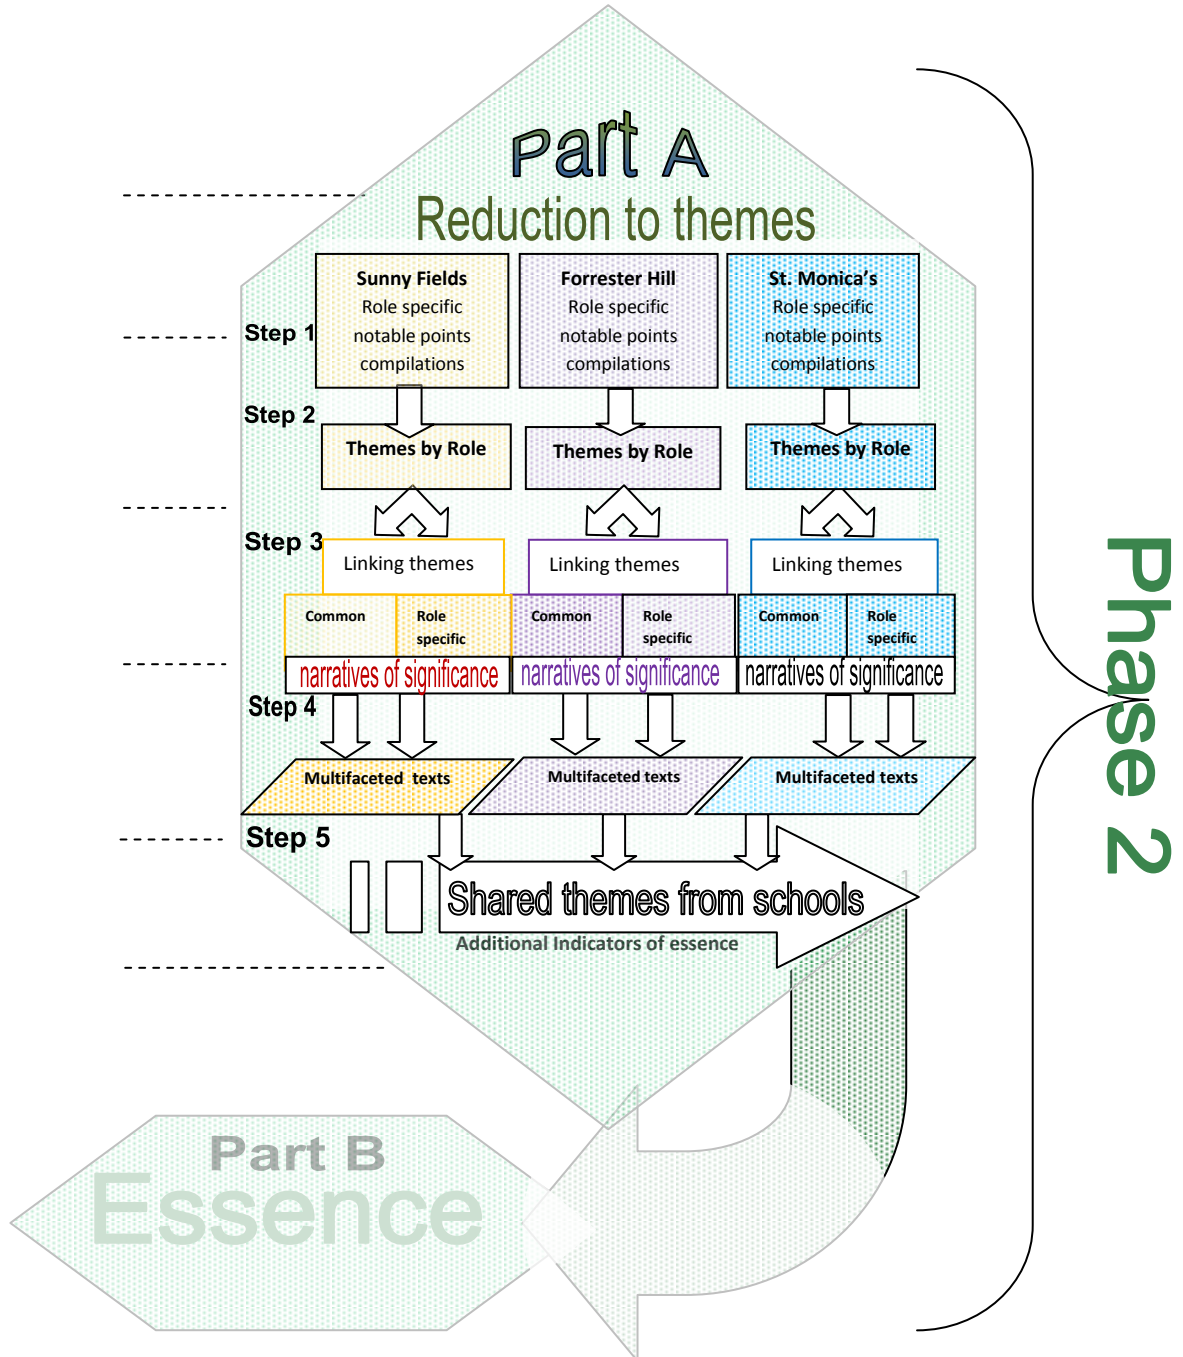 Part A
Reduction to themes
Sunny Fields
Role specific
notable points
compilations
Forrester Hill
Role specific
notable points
compilations
St. Monica's
Role specific
notable points
compilations
Step 1
Step 2
Themes by Role
Themes by Role
Themes by Role
Step 3
Linking themes
Linking themes
Linking themes
Common
Role
specific
Common
Role
specific
Common
Role
specific
narratives of significance
narratives of significance
narratives of significance
Step 4
Multifaceted texts
Multifaceted texts
Multifaceted texts
Step 5
Shared themes from schools
Additional Indicators of essence
Part B
Essence
Phase 2